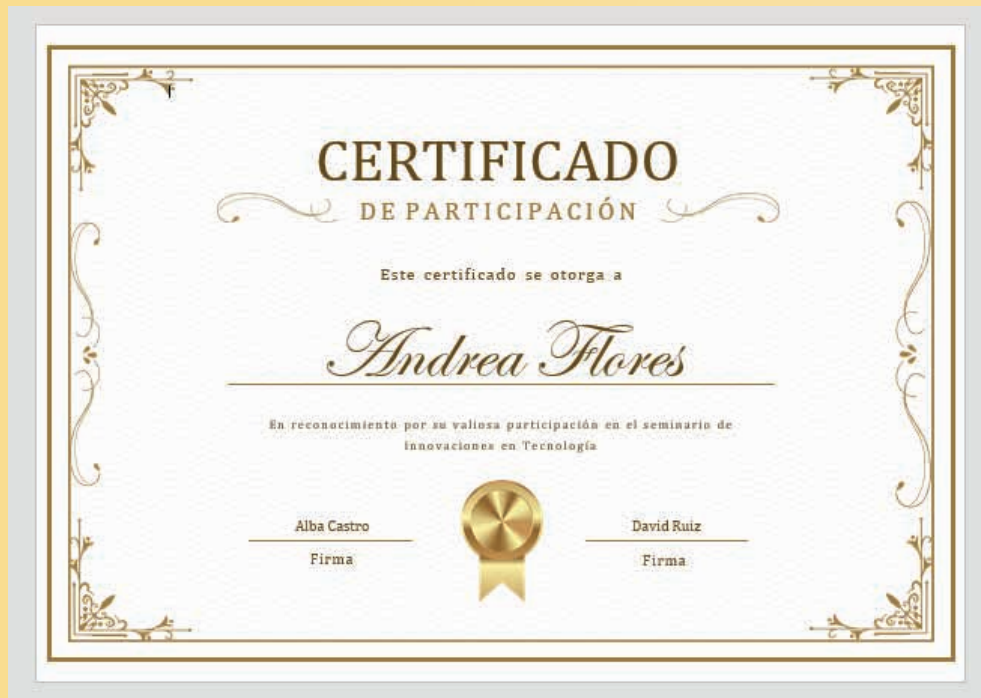 CERTIFICADO
DE PARTICIPACIÓN
Este certificado se otorga a
Andrea Flores
En reconocimiento por su valiosa participación en el seminario de
Innovaciones en Tecnología
Alba Castro
Firma
David Ruiz
Firma